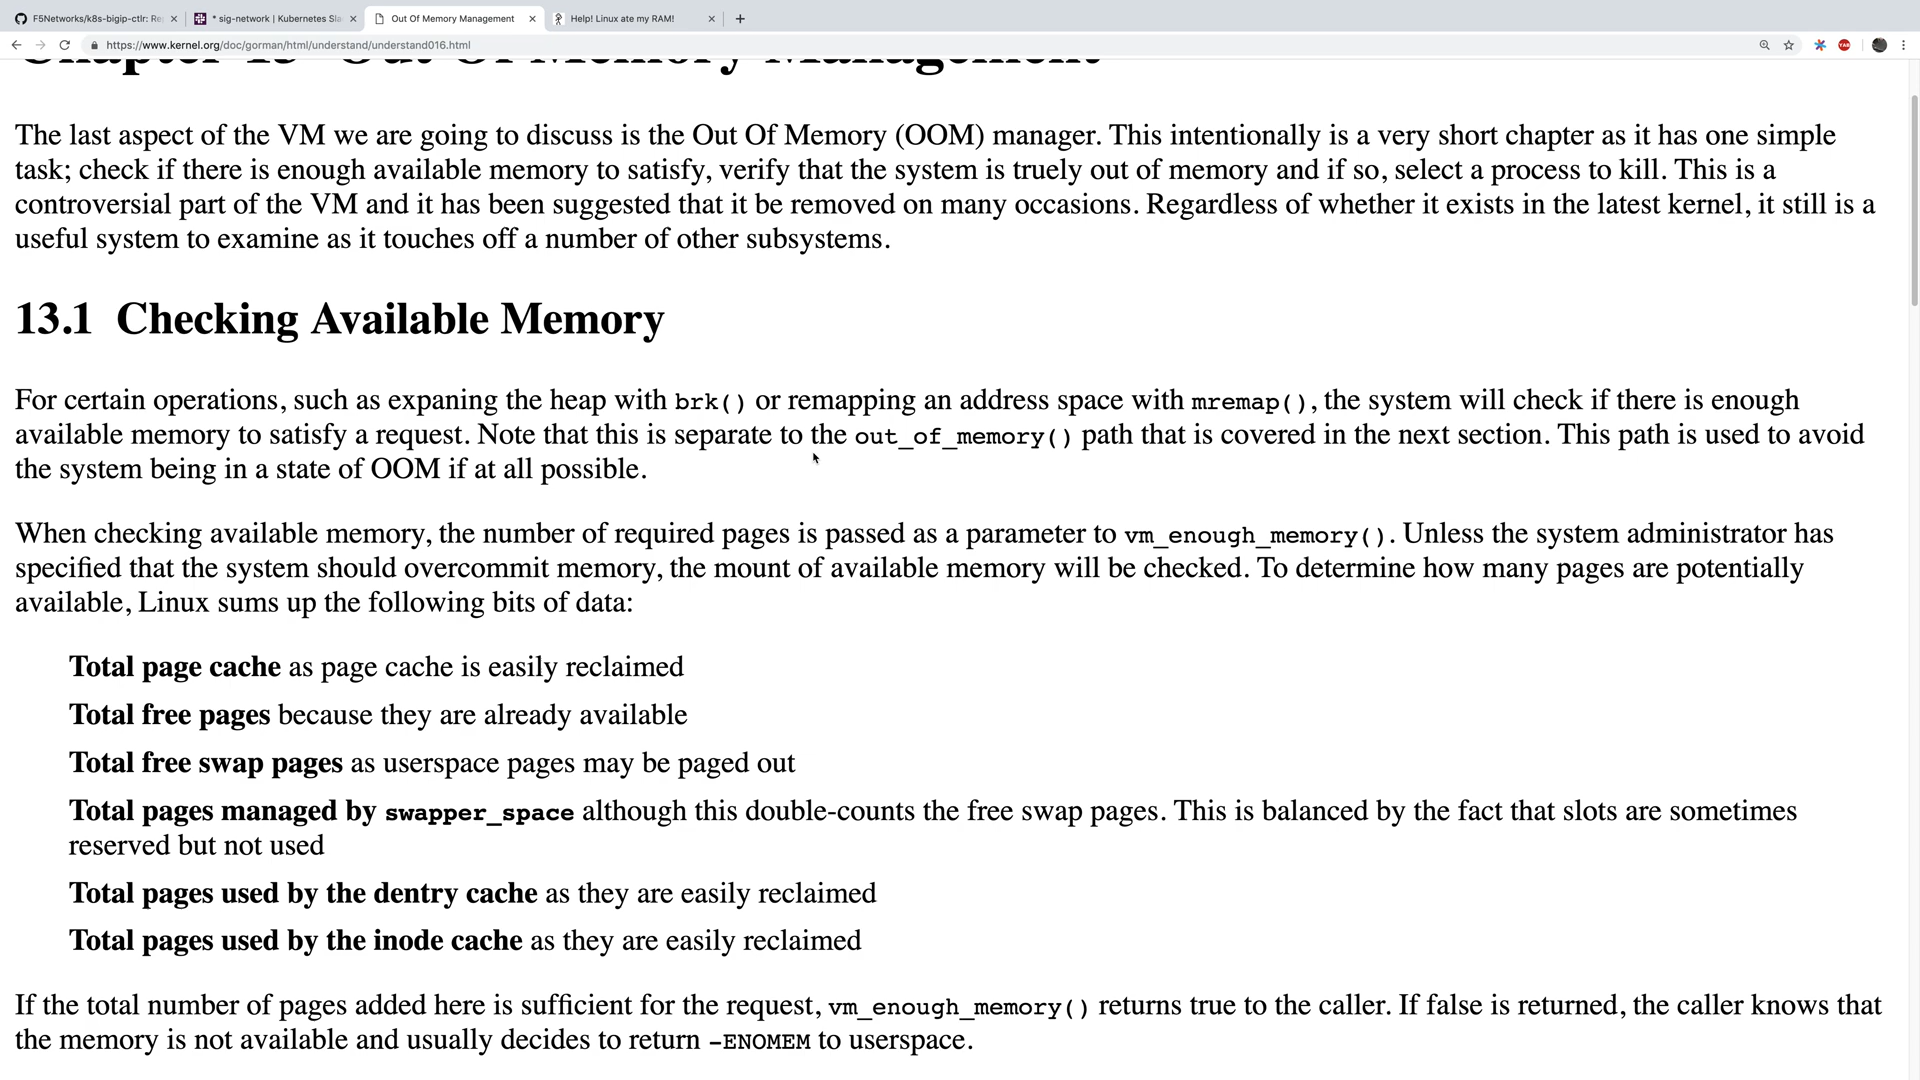 F5Networks/k8s-bigip-ctlr: Re
* sig-network | Kubernetes Sla
Out Of Memory Management
Help! Linux ate my RAM!
https://www.kernel.org/doc/gorman/html/understand/understand016.html
Chapter 13 Out Of Memory Management
The last aspect of the VM we are going to discuss is the Out Of Memory (OOM) manager. This intentionally is a very short chapter as it has one simple
task; check if there is enough available memory to satisfy, verify that the system is truely out of memory and if so, select a process to kill. This is a
controversial part of the VM and it has been suggested that it be removed on many occasions. Regardless of whether it exists in the latest kernel, it still is a
useful system to examine as it touches off a number of other subsystems.
13.1 Checking Available Memory
For certain operations, such as expaning the heap with brk() or remapping an address space with mremap(), the system will check if there is enough
available memory to satisfy a request. Note that this is separate to the out_of_memory() path that is covered in the next section. This path is used to avoid
the system being in a state of OOM if at all possible.
When checking available memory, the number of required pages is passed as a parameter to vm_enough_memory(). Unless the system administrator has
specified that the system should overcommit memory, the mount of available memory will be checked. To determine how many pages are potentially
available, Linux sums up the following bits of data:
Total page cache as page cache is easily reclaimed
Total free pages because they are already available
Total free swap pages as userspace pages may be paged out
Total pages managed by swapper_space although this double-counts the free swap pages. This is balanced by the fact that slots are sometimes
reserved but not used
Total pages used by the dentry cache as they are easily reclaimed
Total pages used by the inode cache as they are easily reclaimed
If the total number of pages added here is sufficient for the request, vm_enough_memory() returns true to the caller. If false is returned, the caller knows that
the memory is not available and usually decides to return -ENOMEM to userspace.